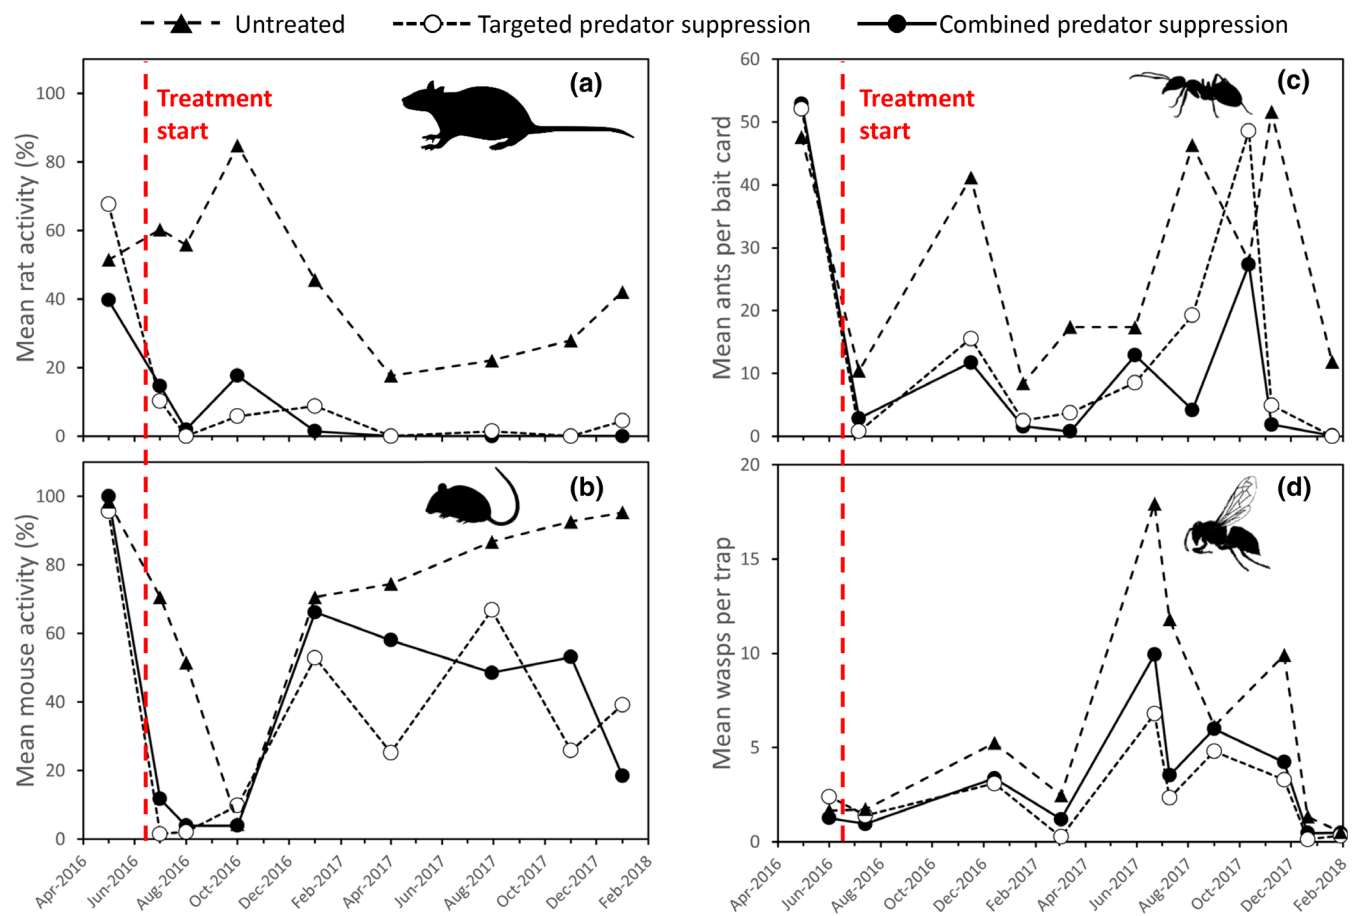 Untreated
Targeted predator suppression
Combined predator suppression
(a)
Treatment
start
Mean rat activity (%)
100
80
60
40
20
0
(c)
Treatment
start
Mean ants per bait card
60
50
40
30
20
10
0
(b)
Mean mouse activity (%)
100
80
60
40
20
0
Apr-2016
Jun-2016
Aug-2016
Oct-2016
Dec-2016
Feb-2017
Apr-2017
Jun-2017
Aug-2017
Oct-2017
Dec-2017
Feb-2018
(d)
Mean wasps per trap
20
15
10
5
0
Apr-2016
Jun-2016
Aug-2016
Oct-2016
Dec-2016
Feb-2017
Apr-2017
Jun-2017
Aug-2017
Oct-2017
Dec-2017
Feb-2018